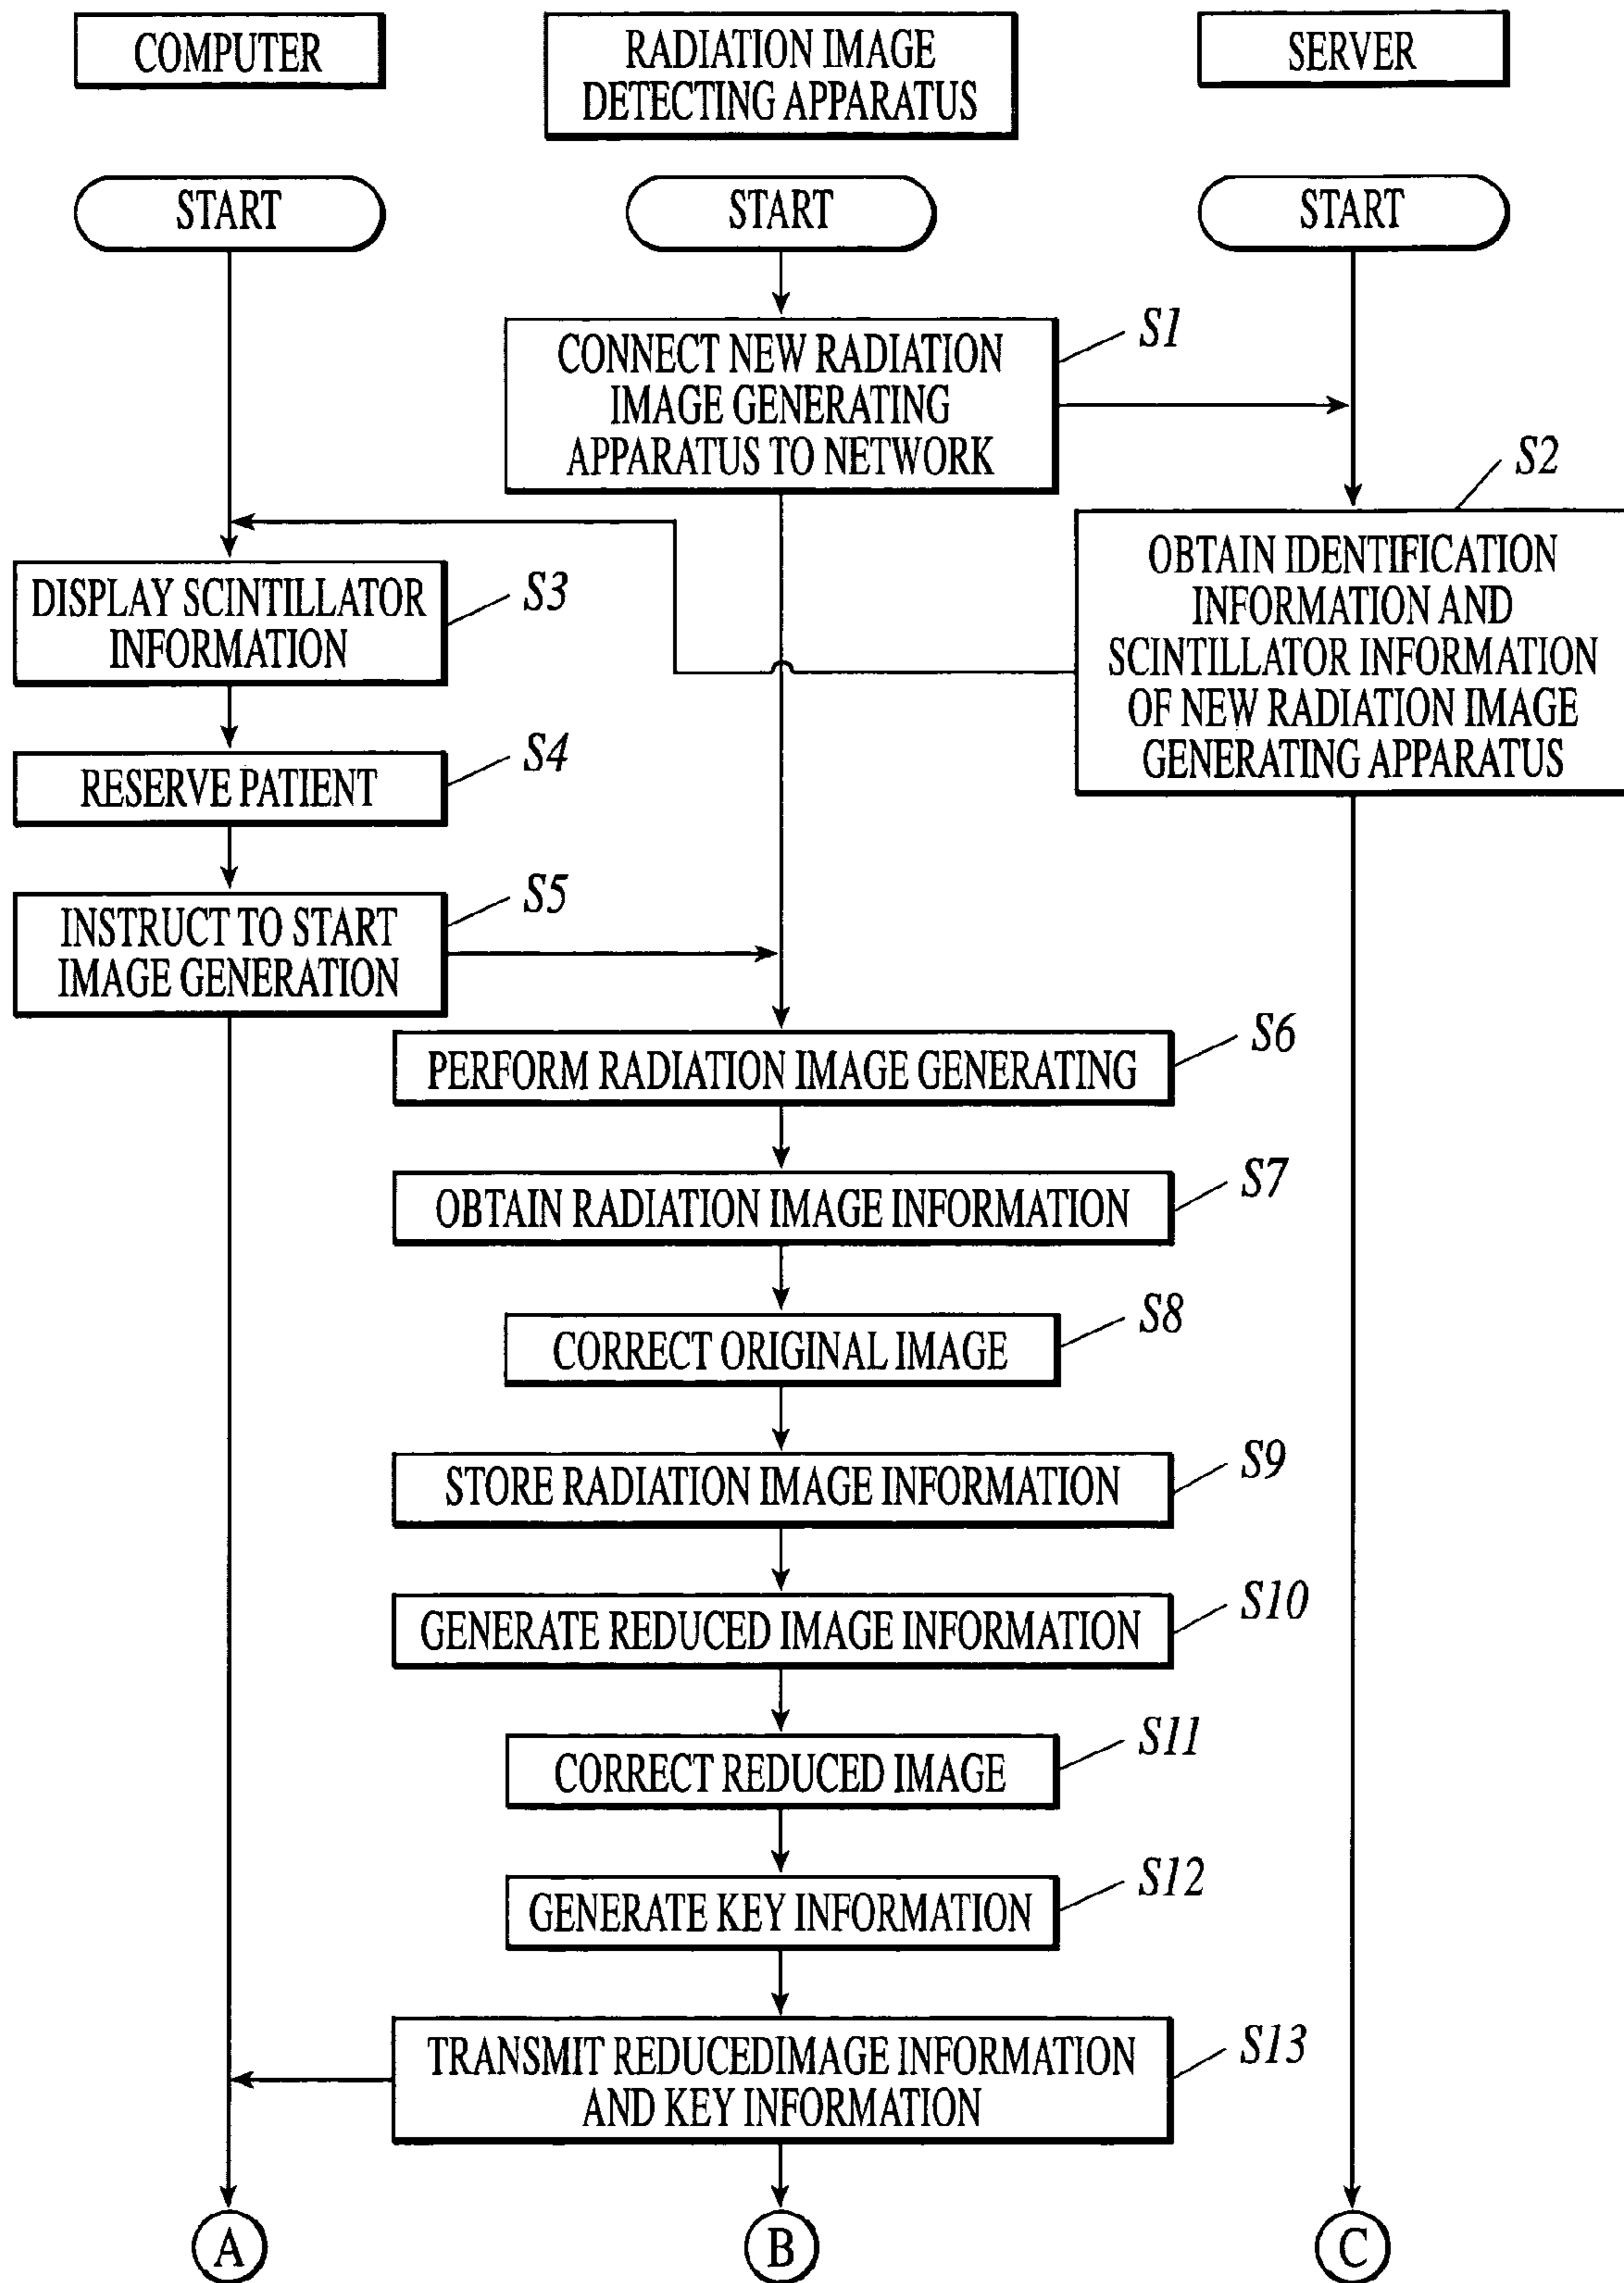 COMPUTER
RADIATION IMAGE
DETECTING APPARATUS
SERVER
START
START
START
CONNECT NEW RADIATION
IMAGE GENERATING
APPARATUS TO NETWORK
S1
S2
OBTAIN IDENTIFICATION
INFORMATION AND
SCINTILLATOR INFORMATION
OF NEW RADIATION IMAGE
GENERATING APPARATUS
DISPLAY SCINTILLATOR
INFORMATION
S3
RESERVE PATIENT
S4
INSTRUCT TO START
IMAGE GENERATION
S5
PERFORM RADIATION IMAGE GENERATING
S6
OBTAIN RADIATION IMAGE INFORMATION
S7
CORRECT ORIGINAL IMAGE
S8
STORE RADIATION IMAGE INFORMATION
S9
GENERATE REDUCED IMAGE INFORMATION
S10
CORRECT REDUCED IMAGE
S11
GENERATE KEY INFORMATION
S12
TRANSMIT REDUCEDIMAGE INFORMATION
AND KEY INFORMATION
S13
A
B
C